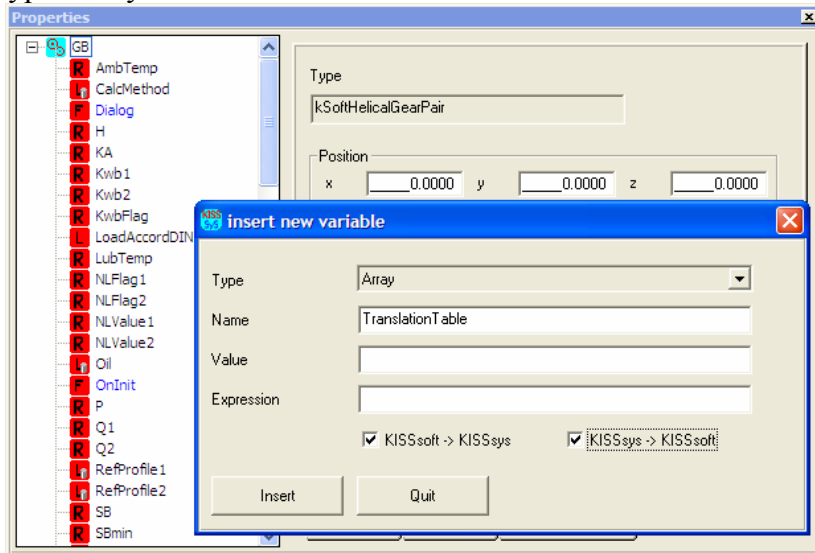 Properties
GB
AmbTemp
CalcMethod
Dialog
H
KA
Kwb1
Kwb2
KwbFlag
LoadAccordDIN
LubTemp
NLFlag1
NLFlag2
NLValue1
NLValue2
Oil
OnInit
P
Q1
Q2
RefProfile1
RefProfile2
SB
SBmin
Type
kSoftHelicalGearPair
Position
x 0.0000 y 0.0000 z 0.0000
insert new variable
Type Array
Name TranslationTable
Value
Expression
KISSsoft -> KISSsys KISSsys -> KISSsoft
Insert Quit